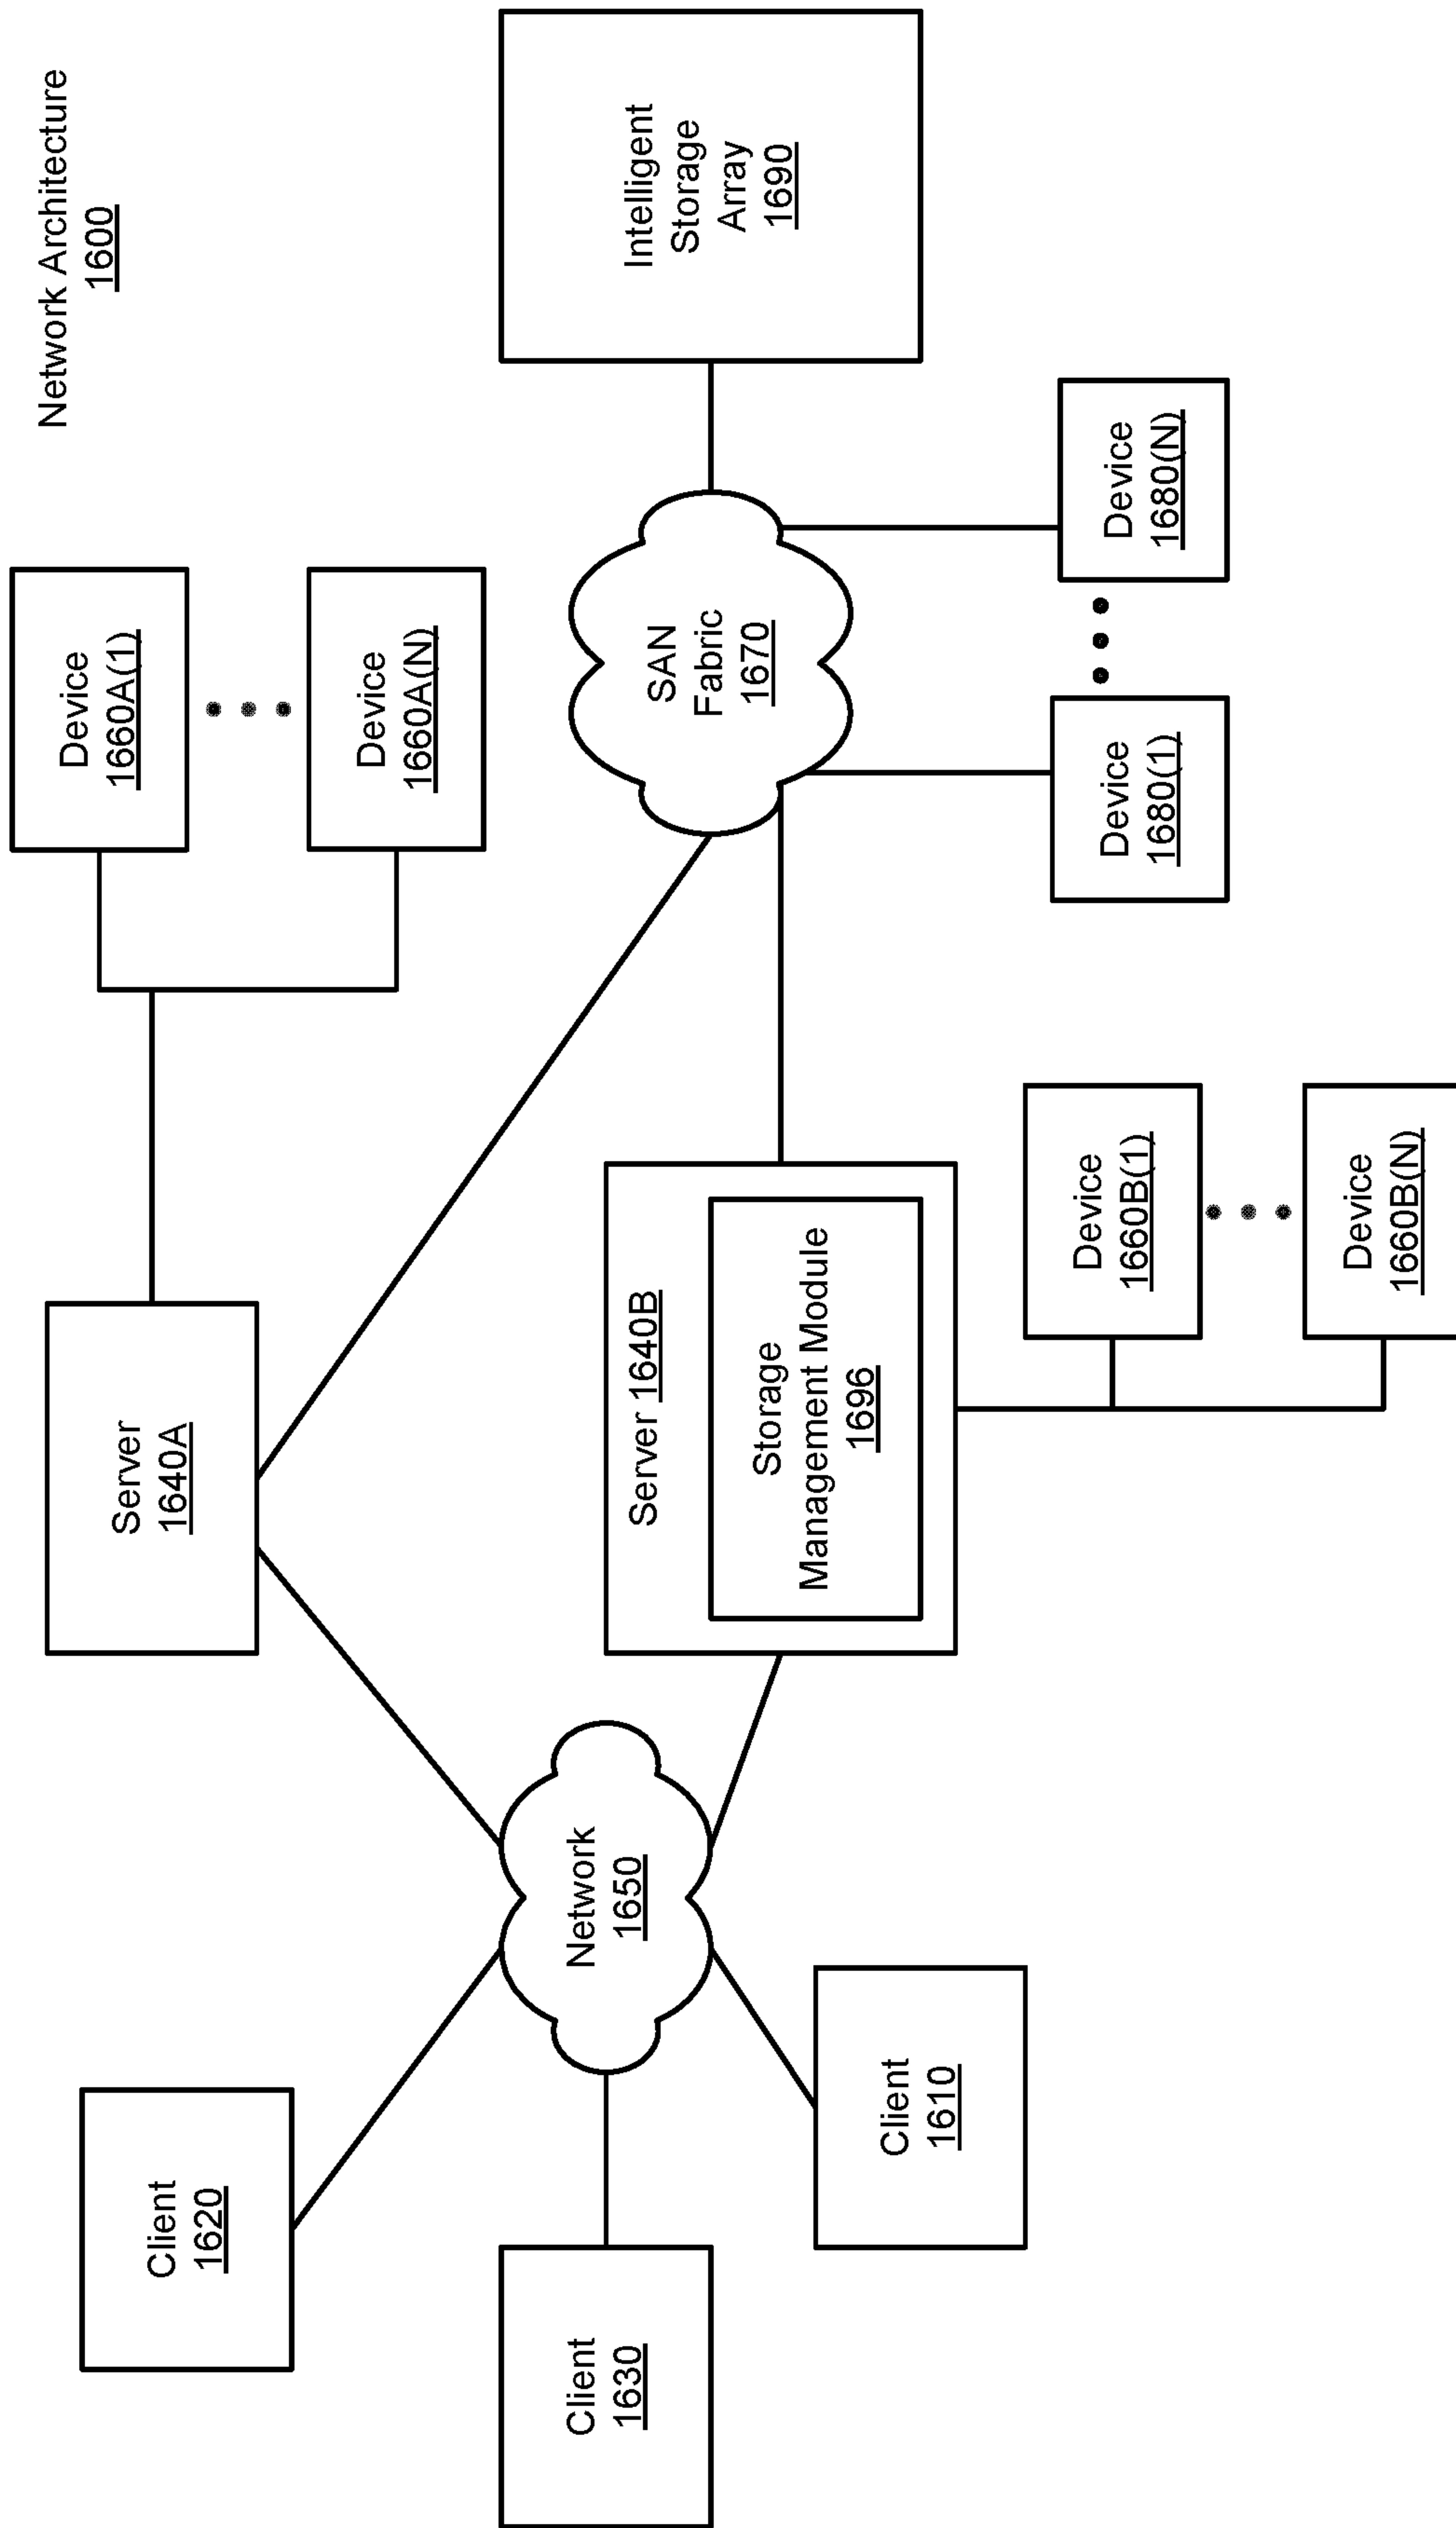 Network Architecture
1600
Client
1620
Client
1630
Client
1610
Network
1650
Server
1640A
Server 1640B
Storage
Management Module
1696
Device
1660A(1)
Device
1660A(N)
Device
1660B(1)
Device
1660B(N)
SAN
Fabric
1670
Device
1680(1)
Device
1680(N)
Intelligent
Storage
Array
1690